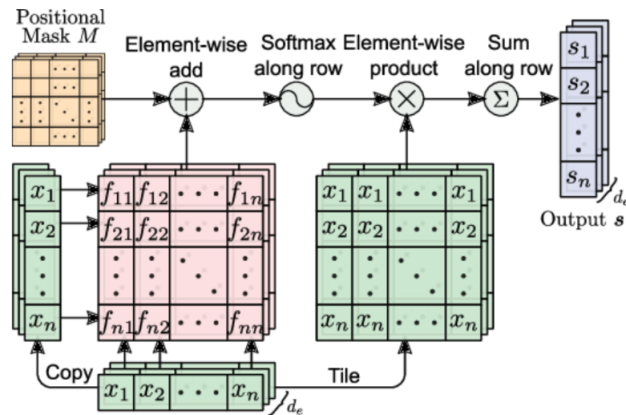 Positional
Mask M
Element-wise
add
Softmax
along row
Element-wise
product
Sum
along row
+
×
Σ
s₁
s₂
sₙ
dₑ
Output s
x₁
x₂
xₙ
f₁₁ f₁₂ ··· f₁ₙ
f₂₁ f₂₂ ··· f₂ₙ
fₙ₁ fₙ₂ ··· fₙₙ
x₁ x₁ ··· x₁
x₂ x₂ ··· x₂
xₙ xₙ ··· xₙ
Copy
x₁ x₂ ··· xₙ
dₑ
Tile